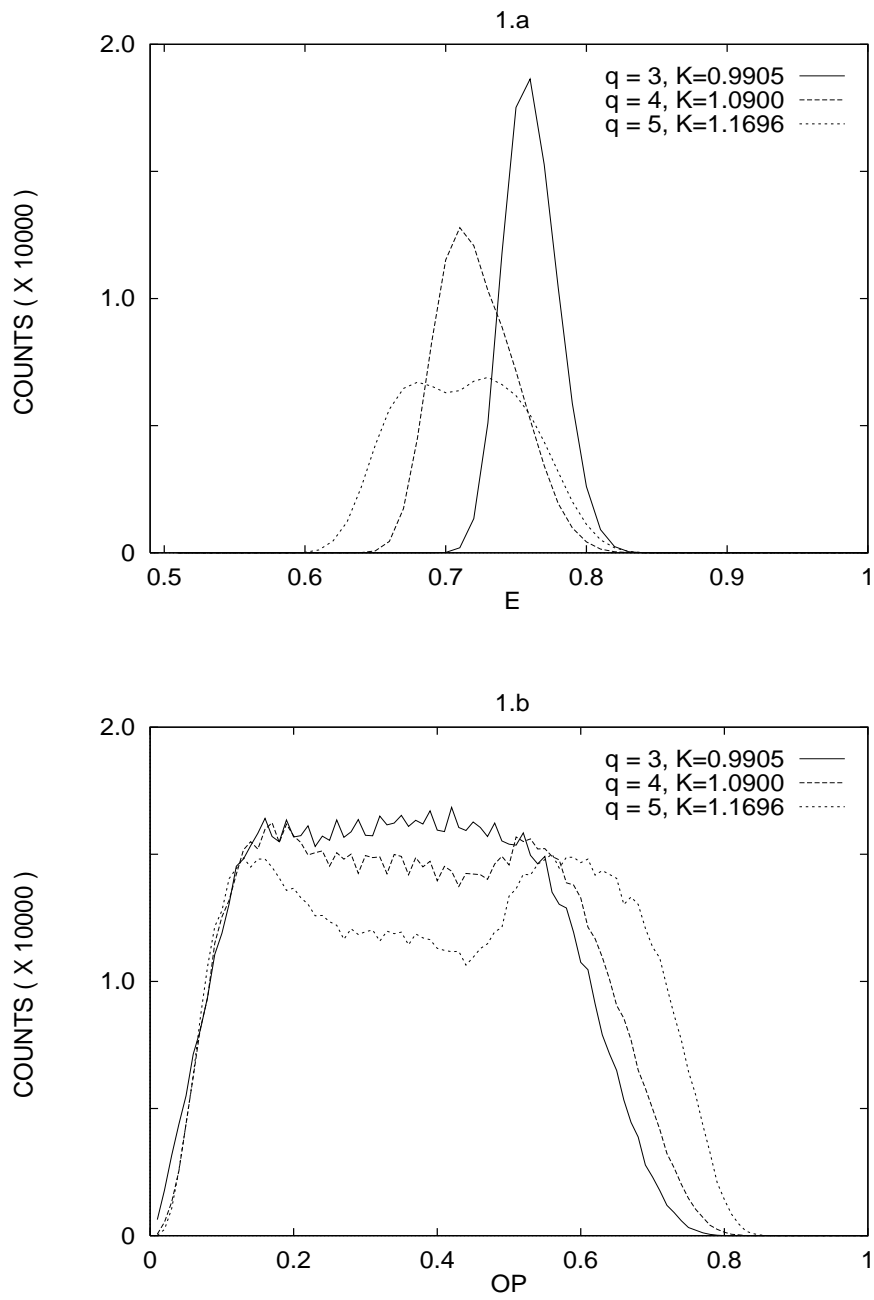 1.a
2.0
1.0
0
COUNTS ( X 10000)
q = 3, K=0.9905
q = 4, K=1.0900
q = 5, K=1.1696
0.5 0.6 0.7 0.8 0.9 1
E
1.b
2.0
1.0
0
COUNTS ( X 10000)
q = 3, K=0.9905
q = 4, K=1.0900
q = 5, K=1.1696
0 0.2 0.4 0.6 0.8 1
OP